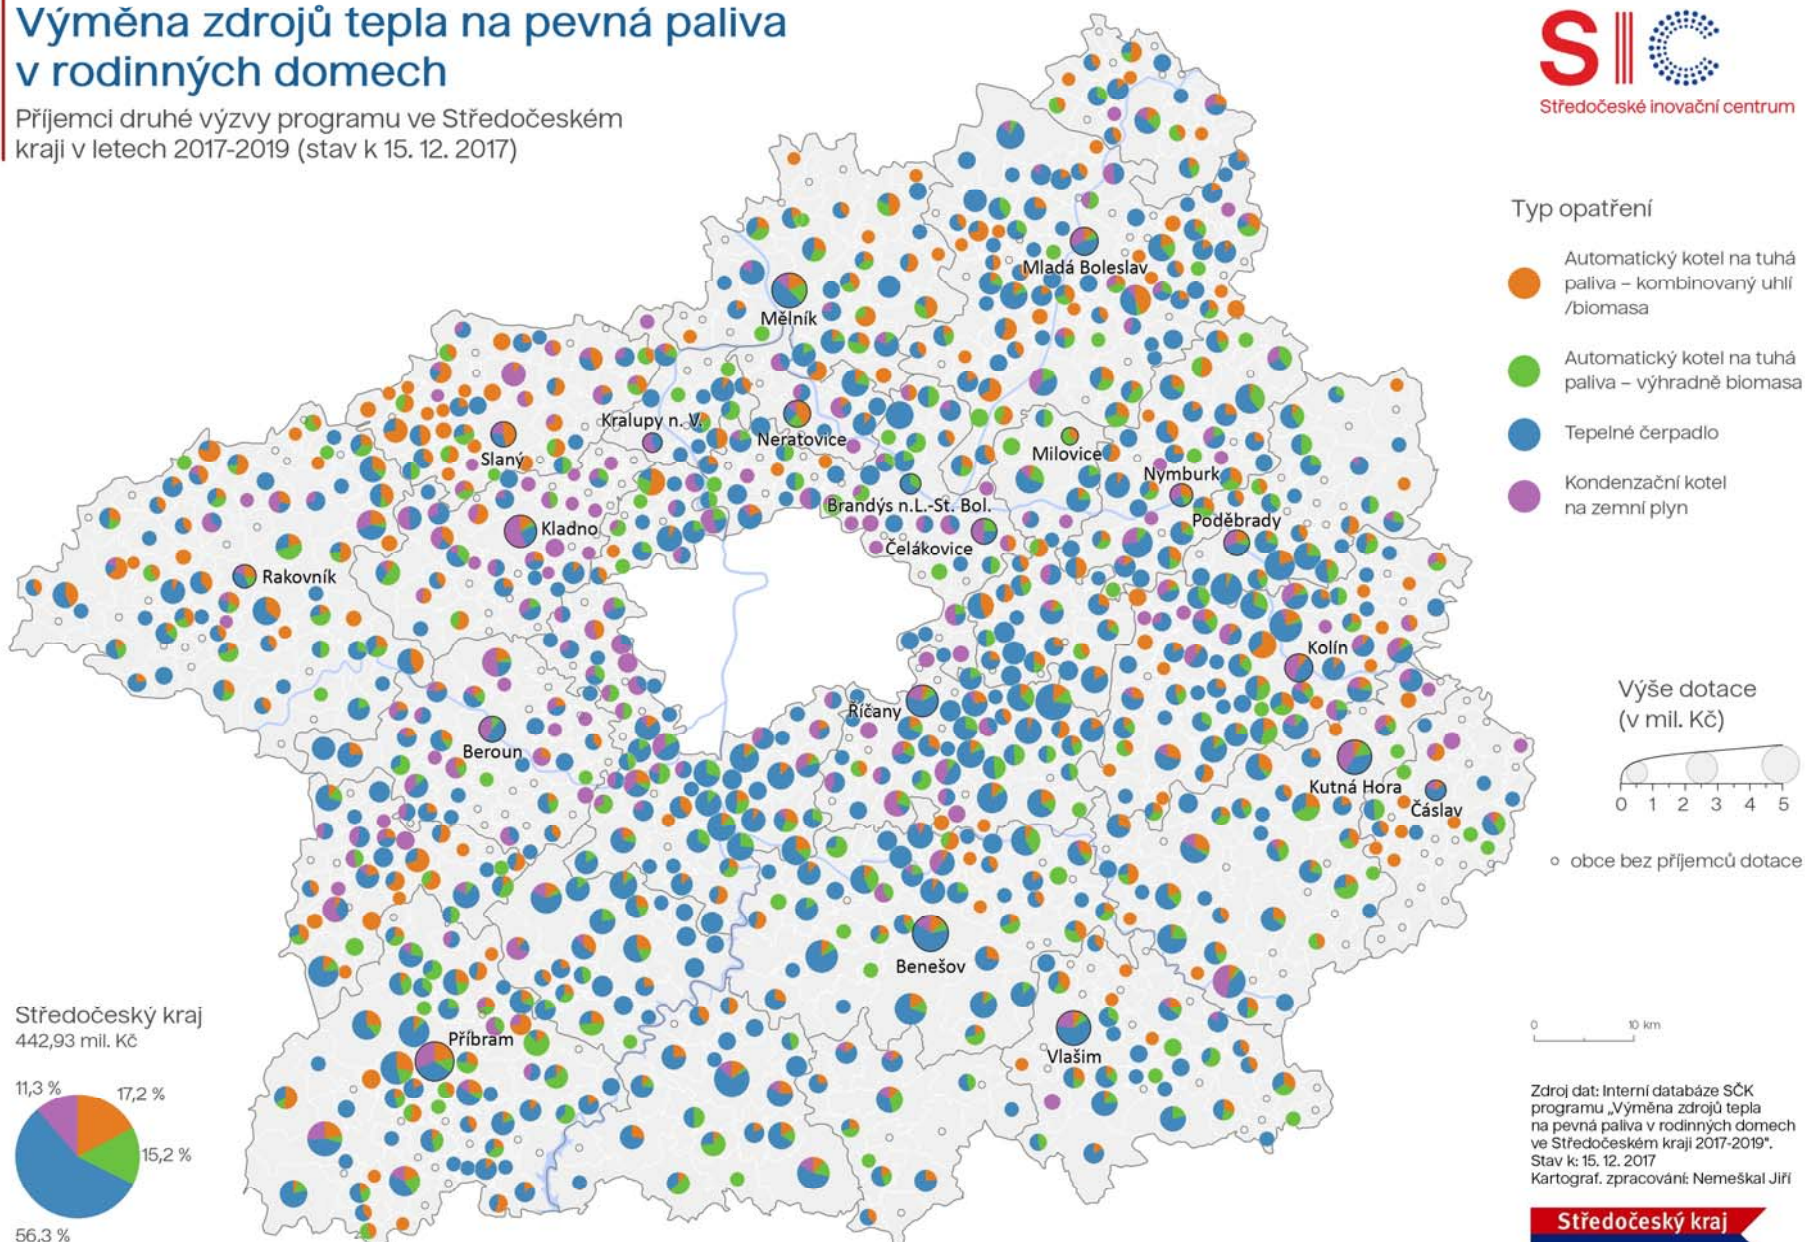 Výměna zdrojů tepla na pevná paliva
v rodinných domech
Příjemci druhé výzvy programu ve Středočeském
kraji v letech 2017-2019 (stav k 15. 12. 2017)
SIC
Středočeské inovační centrum
Typ opatření
Automatický kotel na tuhá
paliva – kombinovaný uhlí
/biomasa
Automatický kotel na tuhá
paliva – výhradně biomasa
Tepelné čerpadlo
Kondenzační kotel
na zemní plyn
Mladá Boleslav
Mělník
Kralupy n. V.
Neratovice
Slaný
Milovice
Nymburk
Brandýs n.L.-St. Bol.
Poděbrady
Kladno
Čelákovice
Rakovník
Kolín
Říčany
Beroun
Kutná Hora
Čáslav
Benešov
Příbram
Vlašim
Výše dotace
(v mil. Kč)
0 1 2 3 4 5
obce bez příjemců dotace
Středočeský kraj
442,93 mil. Kč
11,3 %
17,2 %
15,2 %
56,3 %
0 10 km
Zdroj dat: Interní databáze SČK
programu „Výměna zdrojů tepla
na pevná paliva v rodinných domech
ve Středočeském kraji 2017-2019".
Stav k: 15. 12. 2017
Kartograf. zpracování: Nemeškal Jiří
Středočeský kraj